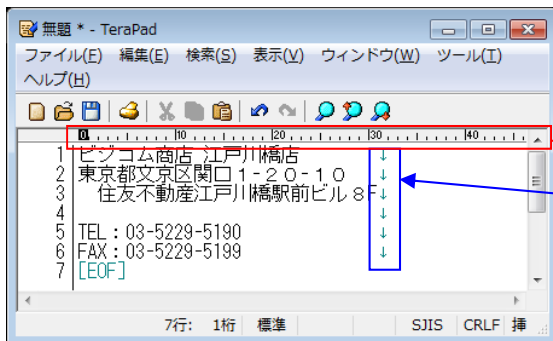 無題 * - TeraPad
ファイル(F) 編集(E) 検索(S) 表示(V) ウィンドウ(W) ツール(T)
ヘルプ(H)
0 10 20 30 40
1 ビジコム商店 江戸川橋店 ↓
2 東京都文京区関口１-２０-１０ ↓
3 　住友不動産江戸川橋駅前ビル８F↓
4 ↓
5 TEL：03-5229-5190 ↓
6 FAX：03-5229-5199 ↓
7 [EOF]
7行: 1桁 標準 SJIS CRLF 挿